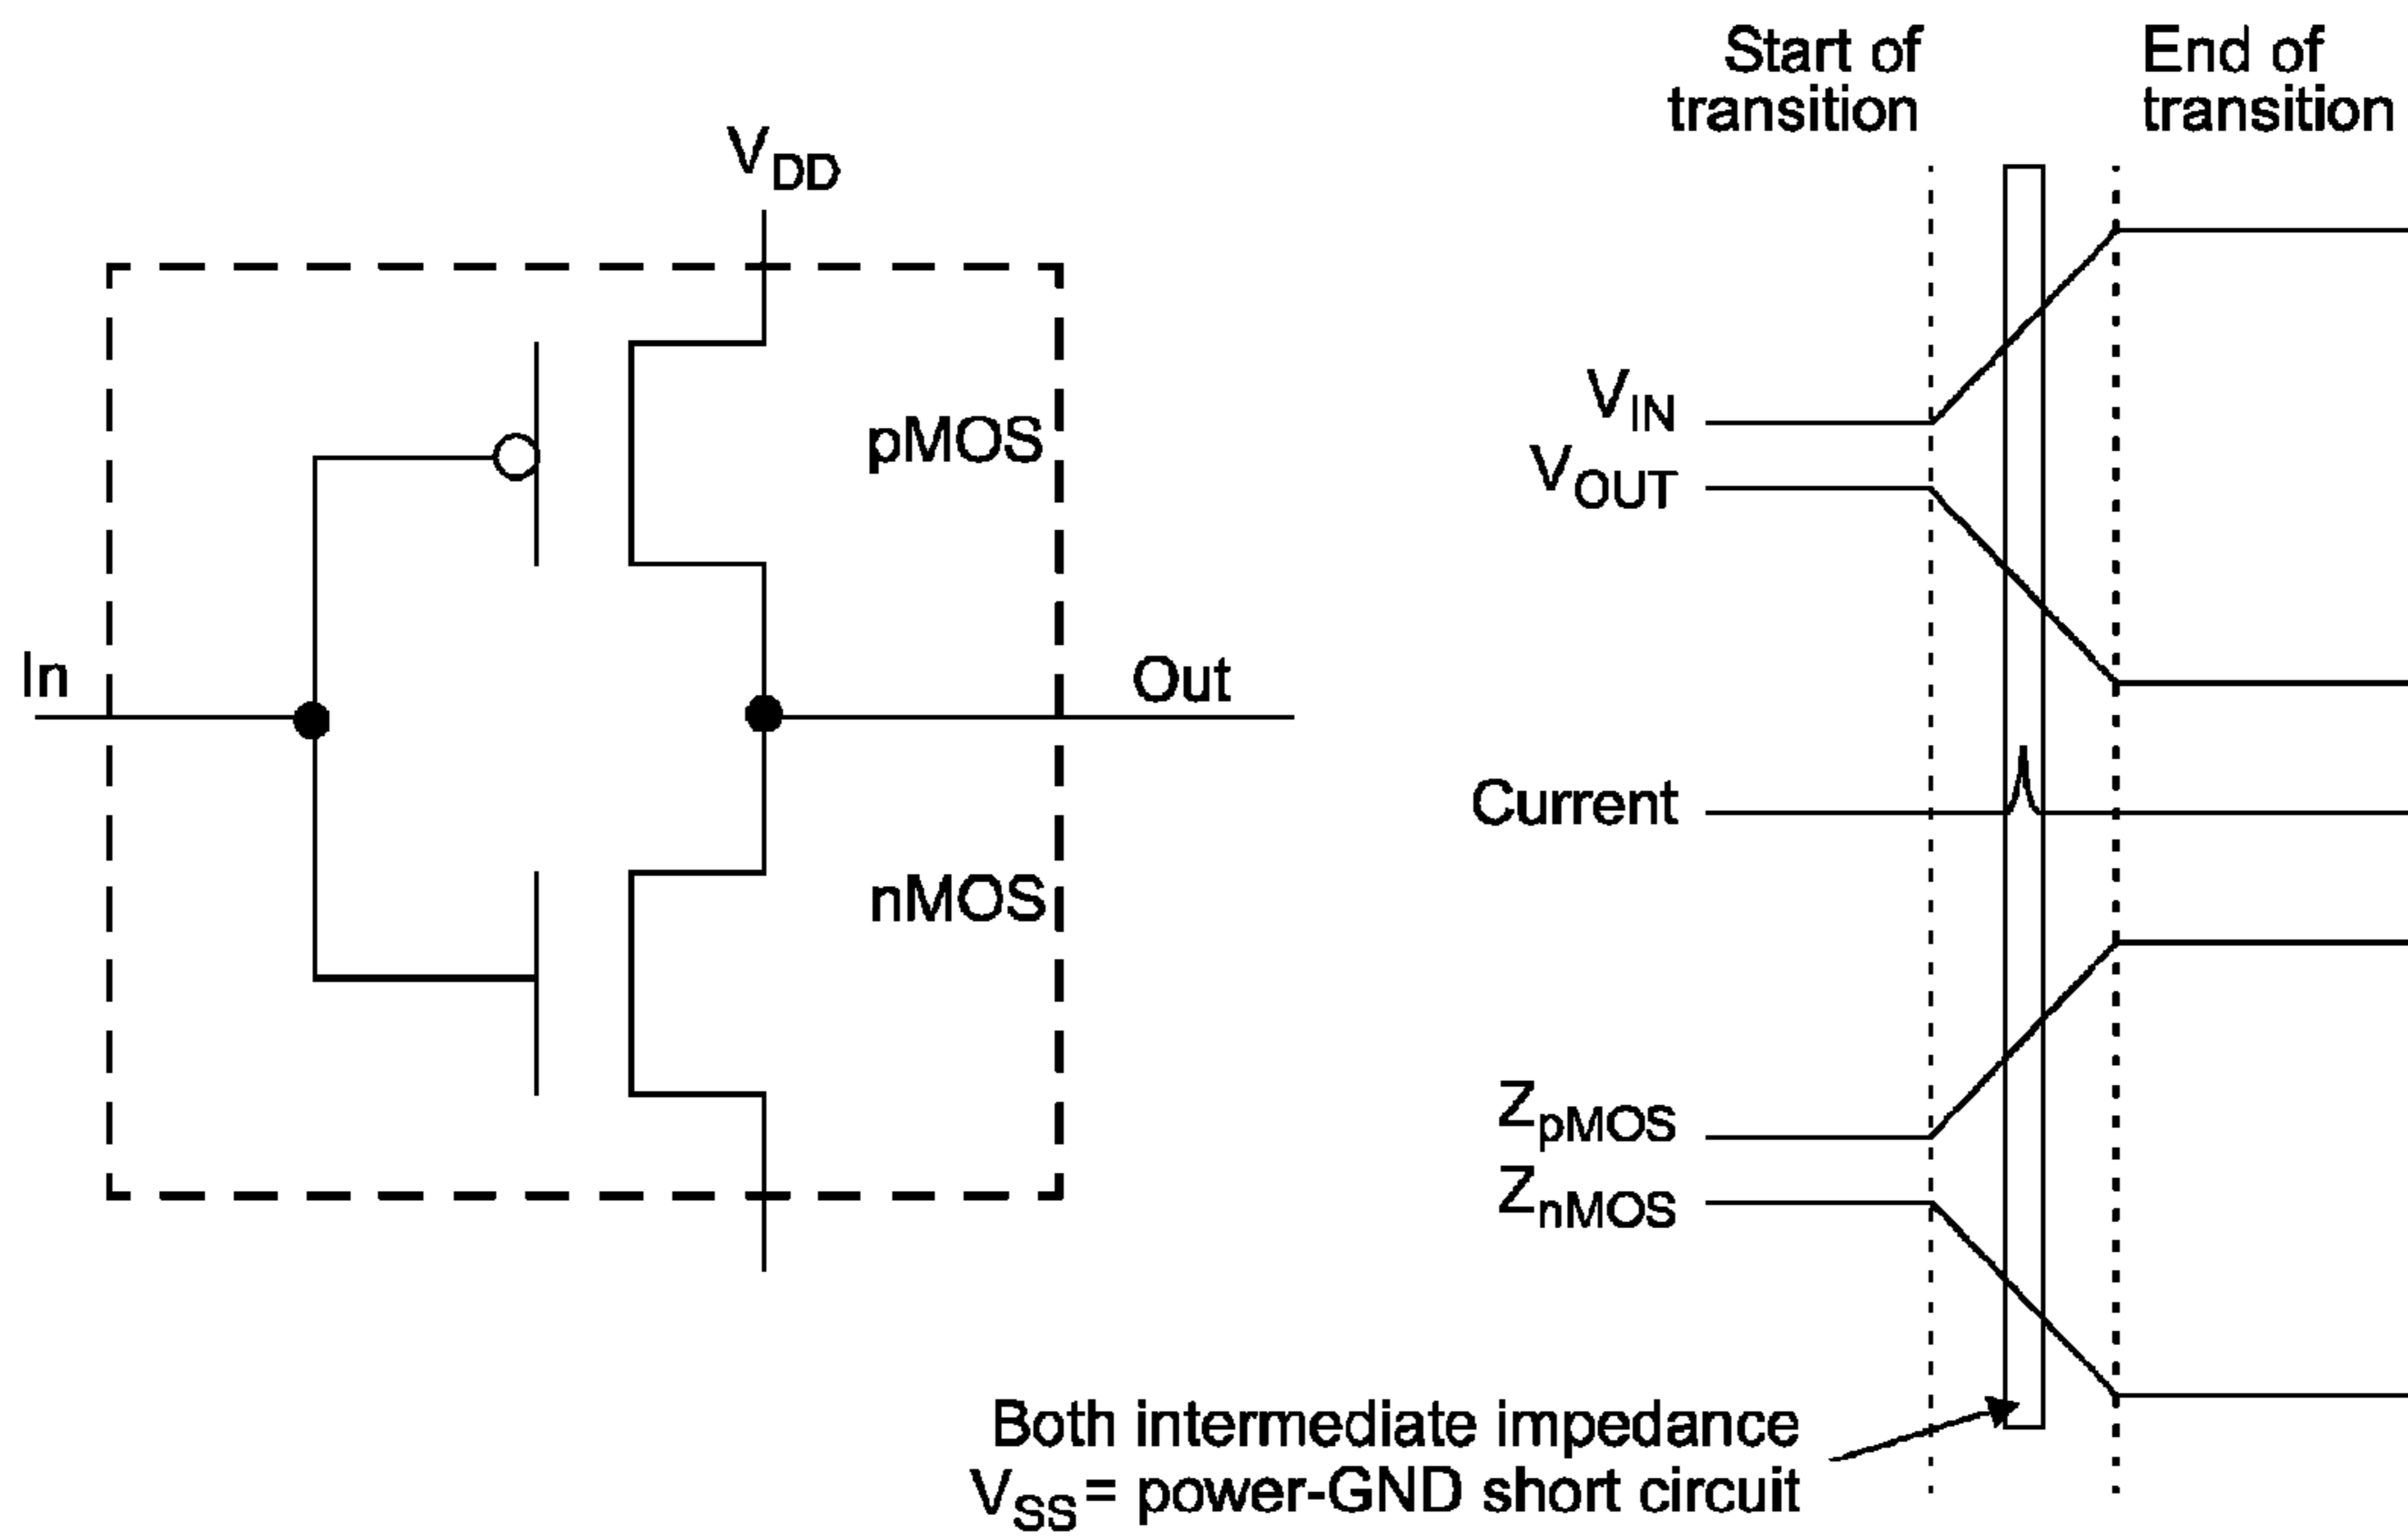 Start of
transition
End of
transition
VDD
pMOS
In
Out
nMOS
VIN
VOUT
Current
ZpMOS
ZnMOS
Both intermediate impedance
VSS = power-GND short circuit